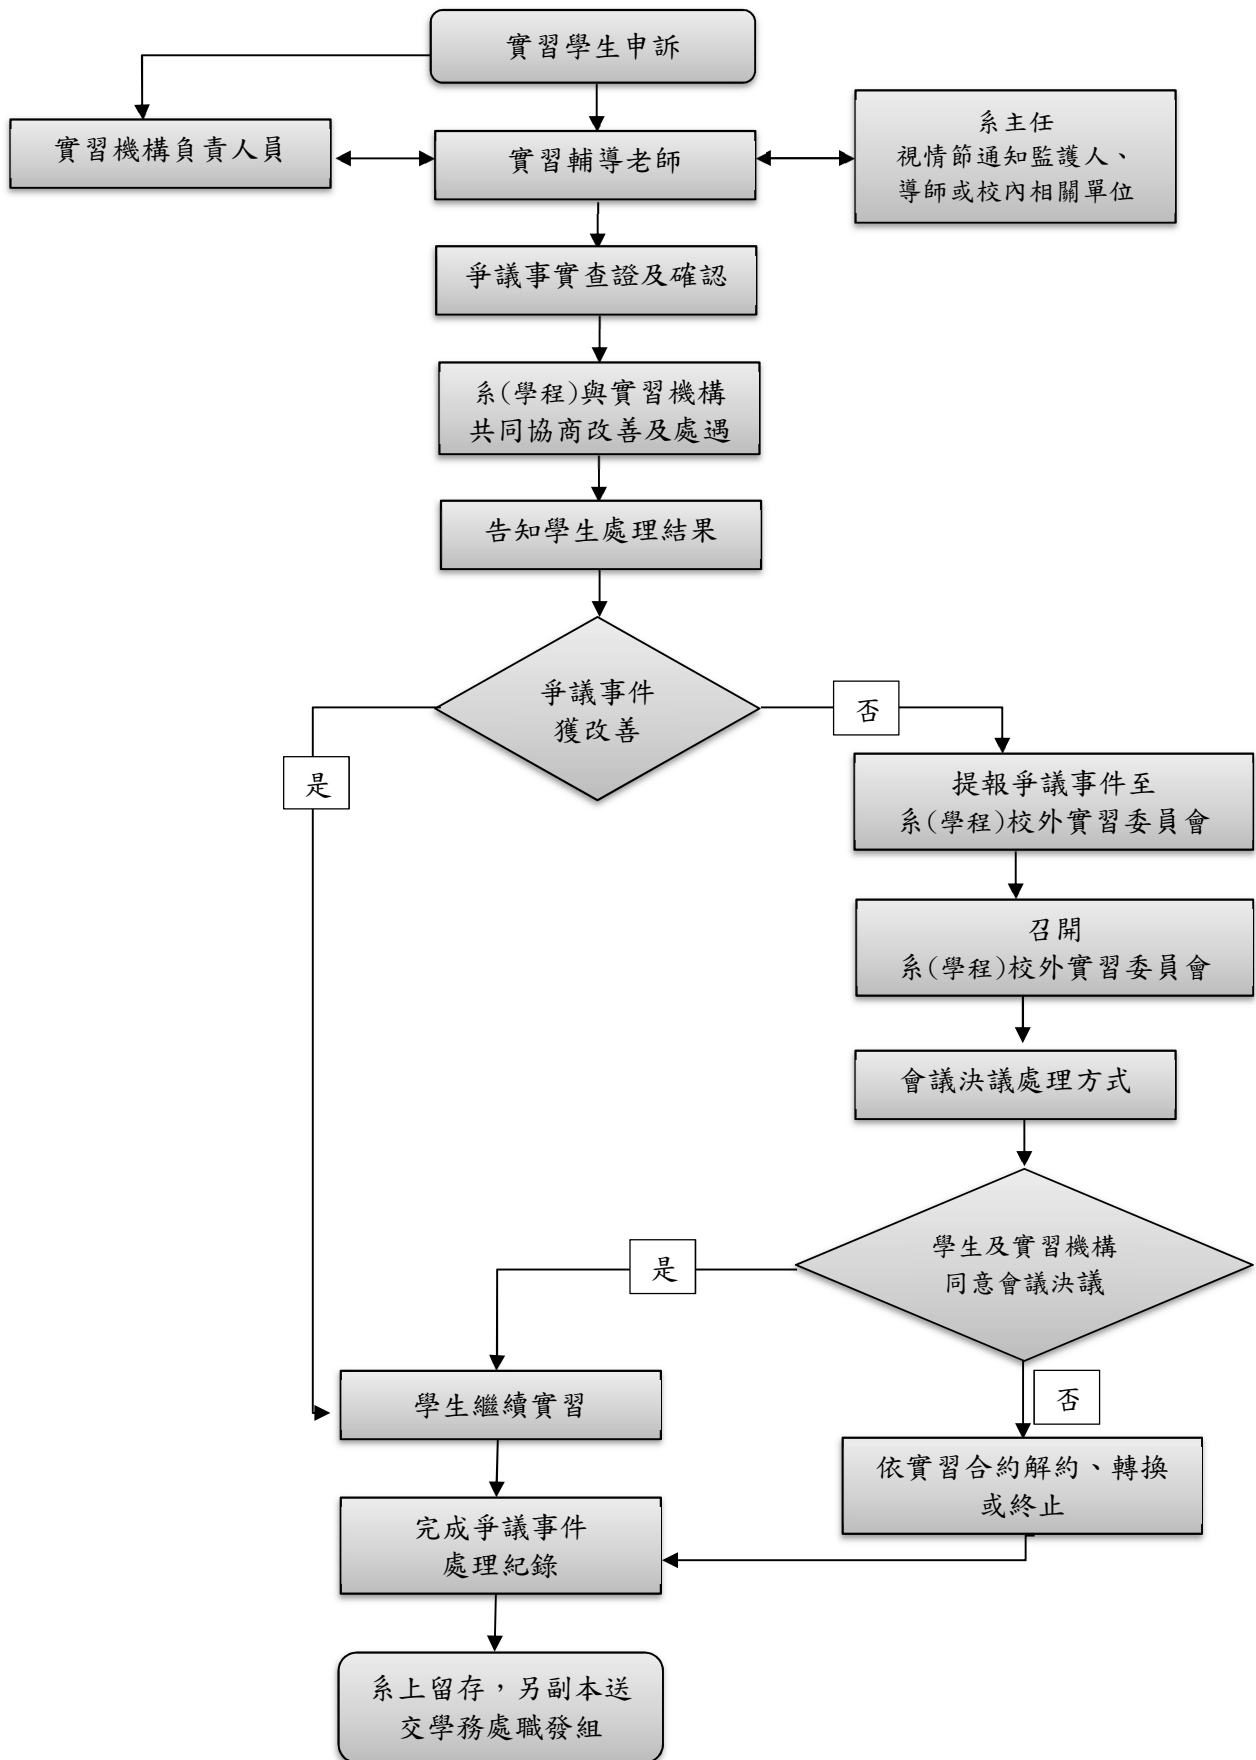 實習學生申訴
實習機構負責人員
實習輔導老師
系主任
視情節通知監護人、
導師或校內相關單位
爭議事實查證及確認
系(學程)與實習機構
共同協商改善及處遇
告知學生處理結果
爭議事件
獲改善
否
是
提報爭議事件至
系(學程)校外實習委員會
召開
系(學程)校外實習委員會
會議決議處理方式
學生及實習機構
同意會議決議
是
否
學生繼續實習
依實習合約解約、轉換
或終止
完成爭議事件
處理紀錄
系上留存，另副本送
交學務處職發組